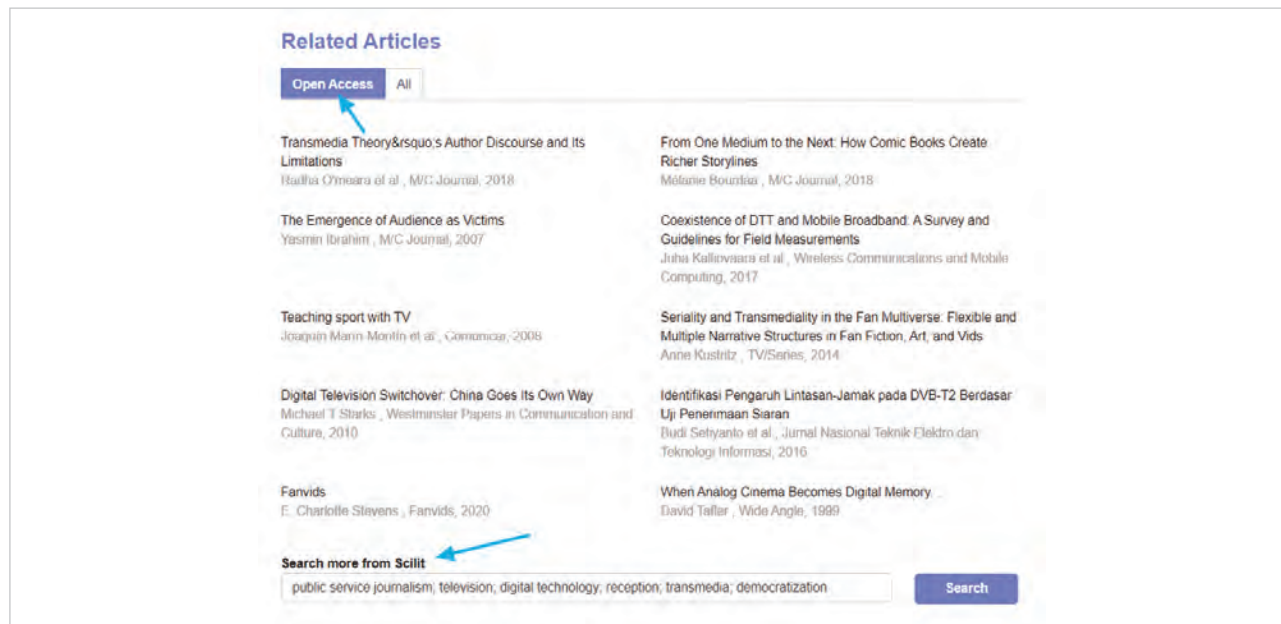 Related Articles
Open Access
All
Transmedia Theory&rsquo;s Author Discourse and Its
Limitations
Radha O'meara et al , M/C Journal, 2018
The Emergence of Audience as Victims
Yasmin Ibrahim , M/C Journal, 2007
Teaching sport with TV
Joaquín Marín-Montín et al , Comunicar, 2008
Digital Television Switchover: China Goes Its Own Way
Michael T Starks , Westminster Papers in Communication and
Culture, 2010
Fanvids
E. Charlotte Stevens , Fanvids, 2020
From One Medium to the Next: How Comic Books Create
Richer Storylines
Mélanie Bourdaa , M/C Journal, 2018
Coexistence of DTT and Mobile Broadband: A Survey and
Guidelines for Field Measurements
Juha Kalliovaara et al , Wireless Communications and Mobile
Computing, 2017
Seriality and Transmediality in the Fan Multiverse: Flexible and
Multiple Narrative Structures in Fan Fiction, Art, and Vids
Anne Kustritz , TV/Series, 2014
Identifikasi Pengaruh Lintasan-Jamak pada DVB-T2 Berdasar
Uji Penerimaan Siaran
Budi Setiyanto et al , Jurnal Nasional Teknik Elektro dan
Teknologi Informasi, 2016
When Analog Cinema Becomes Digital Memory...
David Tafler , Wide Angle, 1999
Search more from Scilit
public service journalism; television; digital technology; reception; transmedia; democratization
Search